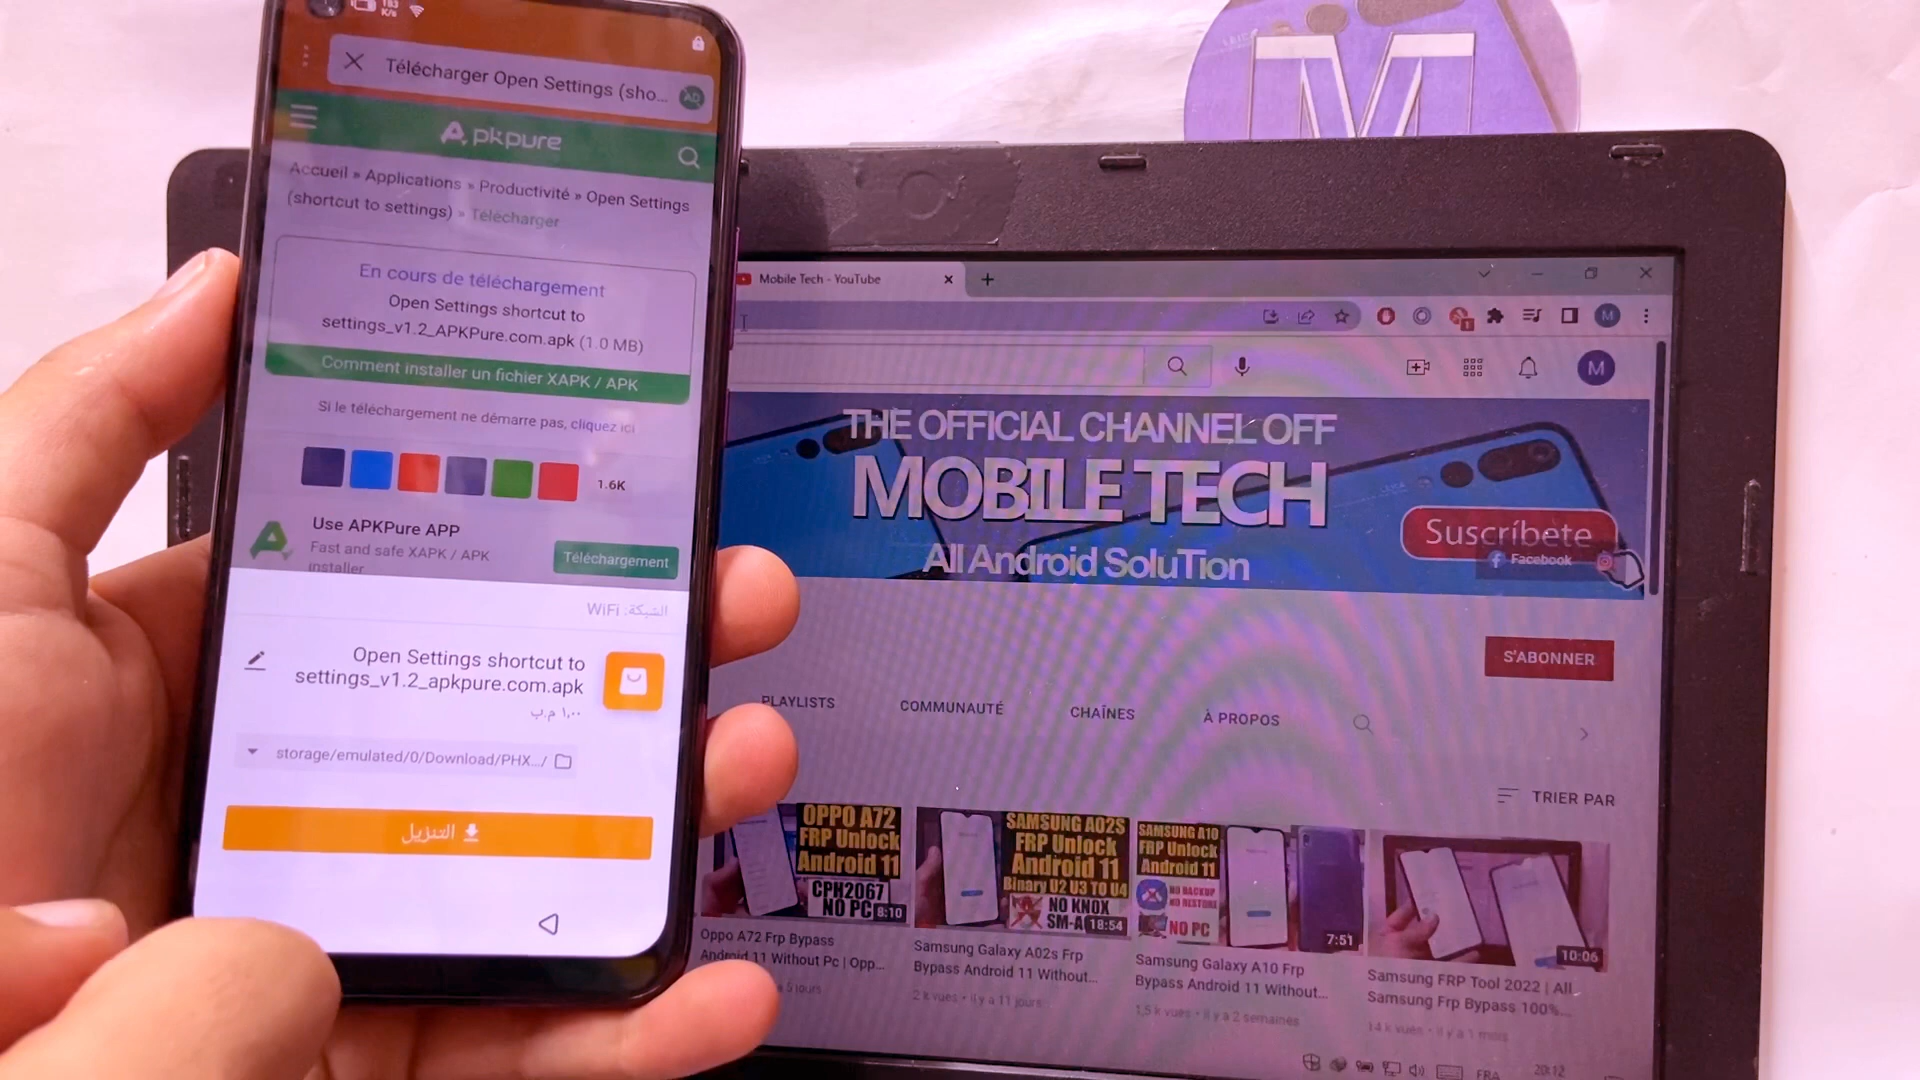 183
K/s
Télécharger Open Settings (sho...
Apkpure
Accueil » Applications » Productivité » Open Settings
(shortcut to settings) » Télécharger
En cours de téléchargement
Open Settings shortcut to
settings_v1.2_APKPure.com.apk (1.0 MB)
Comment installer un fichier XAPK / APK
Si le téléchargement ne démarre pas, cliquez ici
1.6K
Use APKPure APP
Fast and safe XAPK / APK
installer
Téléchargement
الشبكة: WiFi
Open Settings shortcut to
settings_v1.2_apkpure.com.apk
١,٠٠ م.ب
storage/emulated/0/Download/PHX.../
التنزيل
M
Mobile Tech - YouTube
M
1
M
THE OFFICIAL CHANNEL OFF
MOBILE TECH
All Android SoluTion
Suscríbete
Facebook
S'ABONNER
PLAYLISTS
COMMUNAUTÉ
CHAÎNES
À PROPOS
TRIER PAR
OPPO A72
FRP Unlock
Android 11
CPH2067
NO PC
8:10
Oppo A72 Frp Bypass
Android 11 Without Pc | Opp...
5 jours
SAMSUNG A02S
FRP Unlock
Android 11
Binary U2 U3 TO U4
NO KNOX
SM-A
18:54
Samsung Galaxy A02s Frp
Bypass Android 11 Without...
2 k vues • il y a 11 jours
SAMSUNG A10
FRP Unlock
Android 11
NO BACKUP
NO RESTORE
NO PC
7:51
Samsung Galaxy A10 Frp
Bypass Android 11 Without...
1,5 k vues • il y a 2 semaines
10:06
Samsung FRP Tool 2022 | All
Samsung Frp Bypass 100%...
14 k vues • il y a 1 mois
FRA
20:12